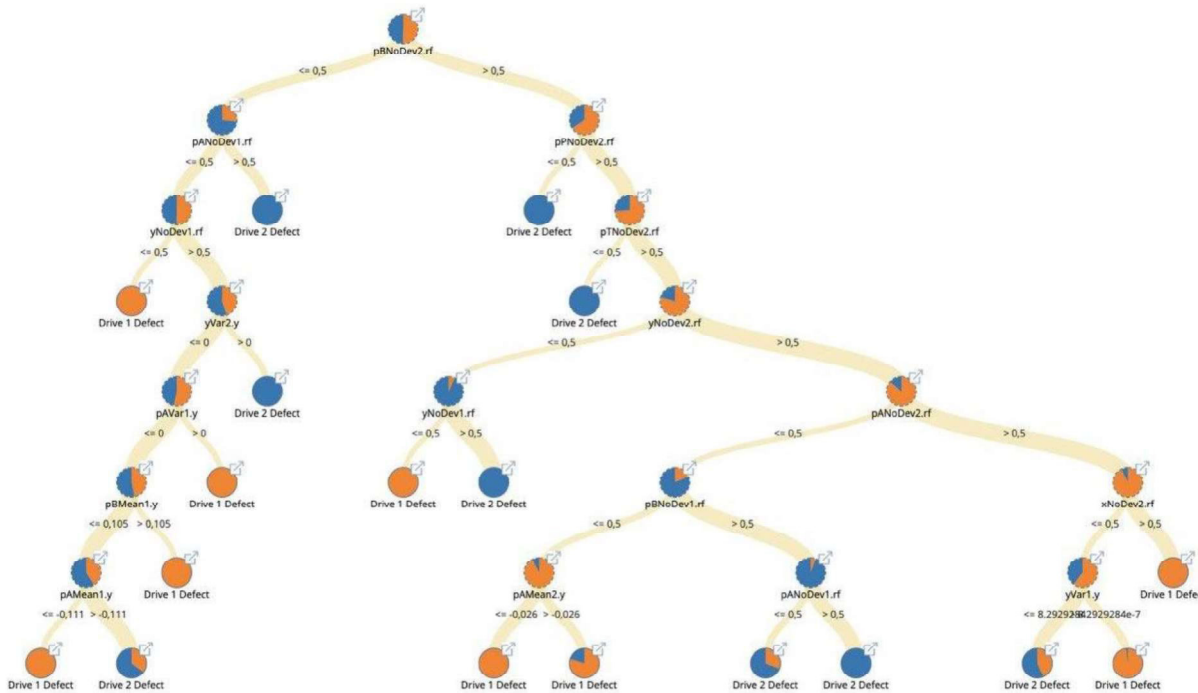 pBNoDev2.rf
<= 0,5 > 0,5
pANoDev1.rf pPNoDev2.rf
<= 0,5 > 0,5 <= 0,5 > 0,5
yNoDev1.rf Drive 2 Defect Drive 2 Defect pTNoDev2.rf
<= 0,5 > 0,5 <= 0,5 > 0,5
Drive 1 Defect yVar2.y Drive 2 Defect yNoDev2.rf
<= 0 > 0 <= 0,5 > 0,5
pAVar1.y Drive 2 Defect yNoDev1.rf pANoDev2.rf
<= 0 > 0 <= 0,5 > 0,5 <= 0,5 > 0,5
pBMean1.y Drive 1 Defect Drive 1 Defect Drive 2 Defect pBNoDev1.rf xNoDev2.rf
<= 0,105 > 0,105 <= 0,5 > 0,5 <= 0,5 > 0,5
pAMean1.y Drive 1 Defect pAMean2.y pANoDev1.rf yVar1.y Drive 1 Defect
<= -0,111 > -0,111 <= -0,026 > -0,026 <= 0,5 > 0,5 <= 8.2929284 2929284e-7
Drive 1 Defect Drive 2 Defect Drive 1 Defect Drive 1 Defect Drive 2 Defect Drive 2 Defect Drive 2 Defect Drive 1 Defect